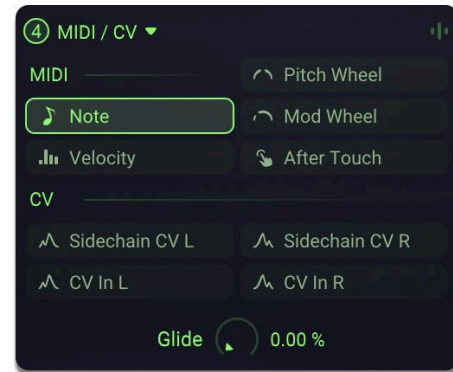 4 MIDI / CV
MIDI
Pitch Wheel
Note
Mod Wheel
Velocity
After Touch
CV
Sidechain CV L
Sidechain CV R
CV In L
CV In R
Glide 0.00 %